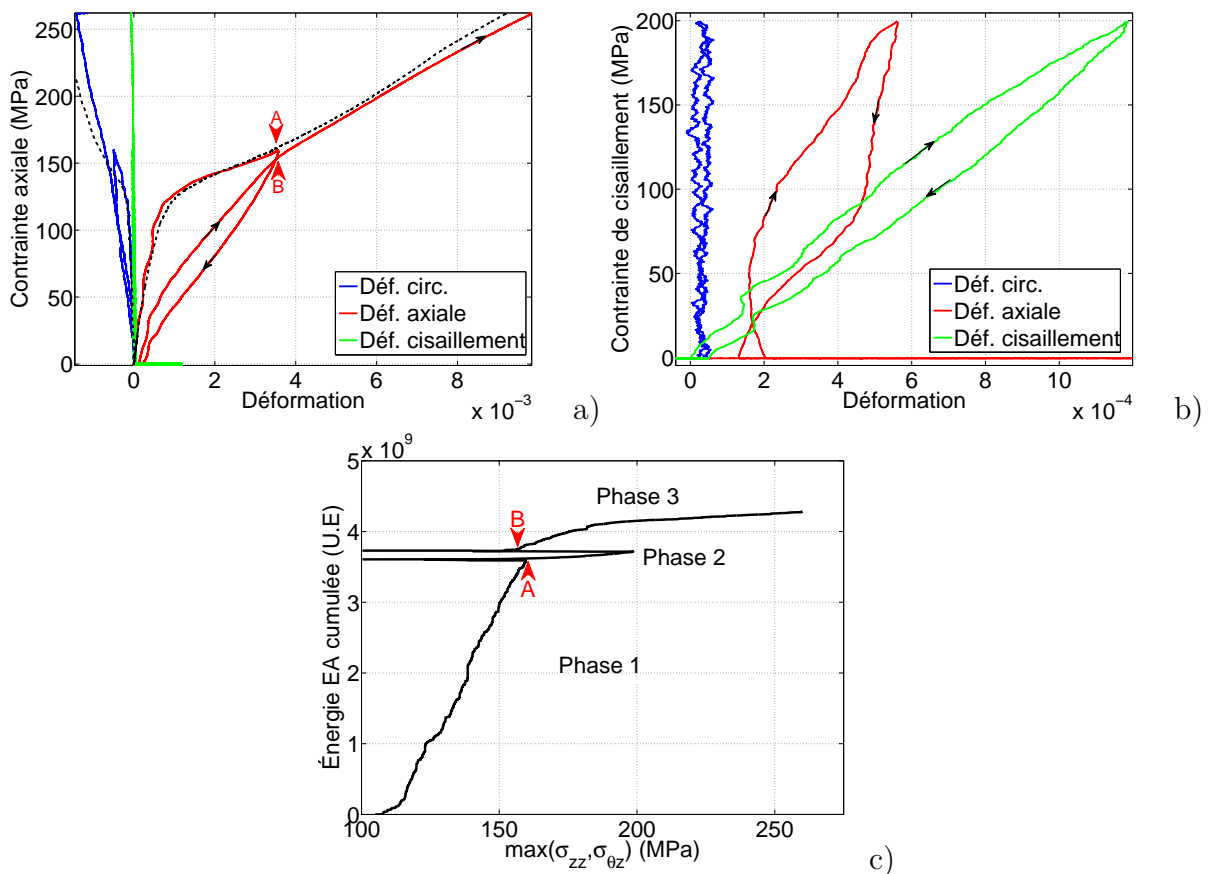 250
200
150
100
50
0
Contrainte axiale (MPa)
A
B
Déf. circ.
Déf. axiale
Déf. cisaillement
0 2 4 6 8
Déformation
x 10⁻³
a)
200
150
100
50
0
Contrainte de cisaillement (MPa)
Déf. circ.
Déf. axiale
Déf. cisaillement
0 2 4 6 8 10
Déformation
x 10⁻⁴
b)
x 10⁹
5
4
3
2
1
0
Énergie EA cumulée (U.E)
Phase 3
B
Phase 2
A
Phase 1
100 150 200 250
max(σzz,σθz) (MPa)
c)